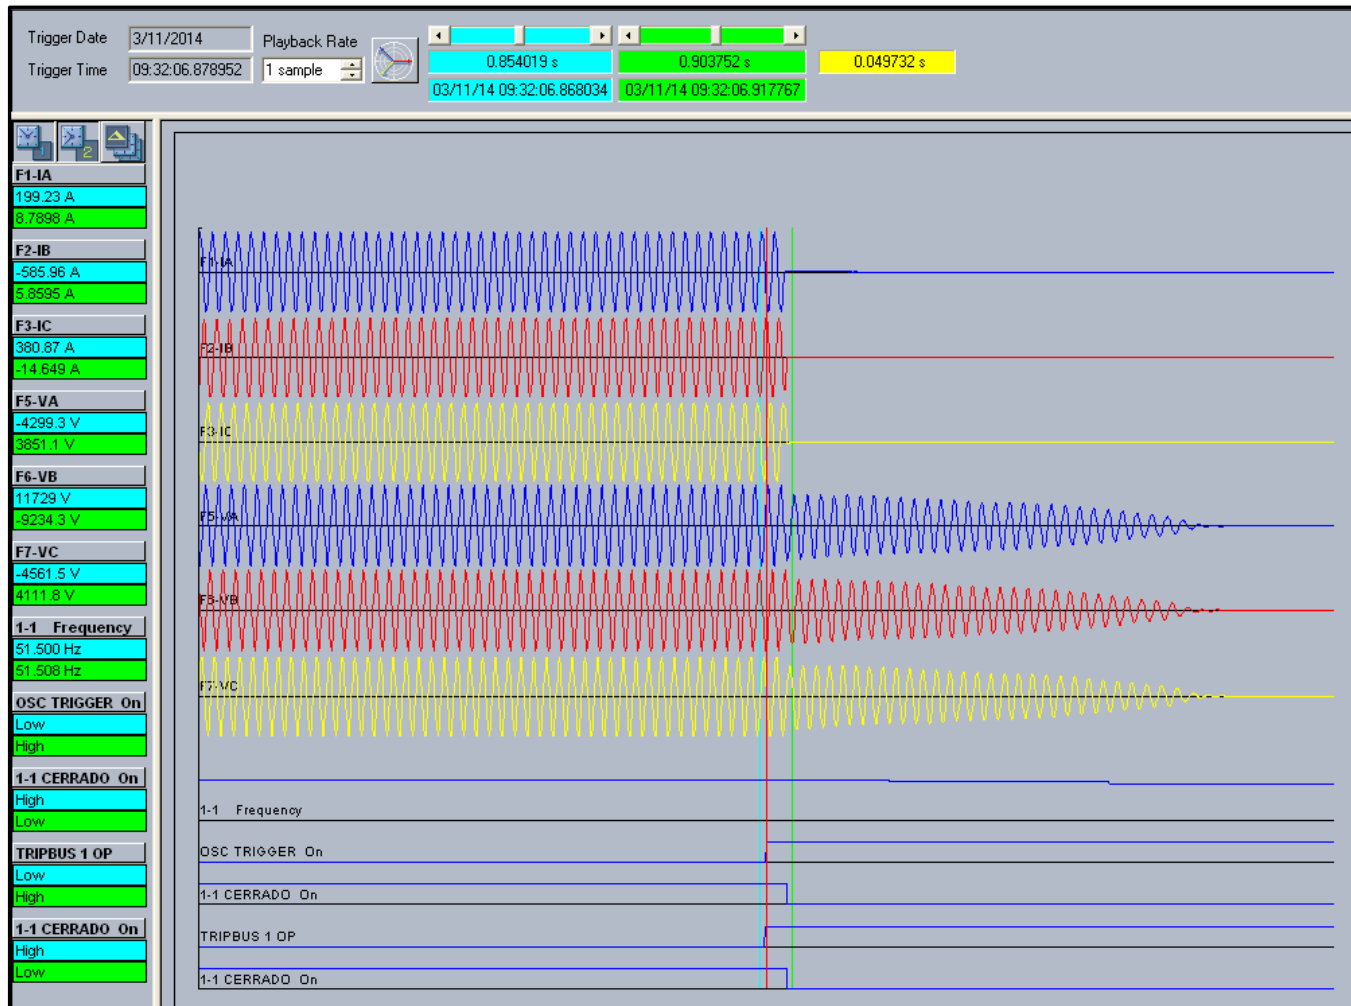 Trigger Date 3/11/2014
Trigger Time 09:32:06.878952
Playback Rate
1 sample
0.854019 s
03/11/14 09:32:06.868034
0.903752 s
03/11/14 09:32:06.917767
0.049732 s
1
2
F1-IA
199.23 A
8.7898 A
F2-IB
-585.96 A
5.8595 A
F3-IC
380.87 A
-14.649 A
F5-VA
-4299.3 V
3851.1 V
F6-VB
11729 V
-9234.3 V
F7-VC
-4561.5 V
4111.8 V
1-1 Frequency
51.500 Hz
51.508 Hz
OSC TRIGGER On
Low
High
1-1 CERRADO On
High
Low
TRIPBUS 1 OP
Low
High
1-1 CERRADO On
High
Low
F1-IA
F2-IB
F3-IC
F5-VA
F6-VB
F7-VC
1-1 Frequency
OSC TRIGGER On
1-1 CERRADO On
TRIPBUS 1 OP
1-1 CERRADO On